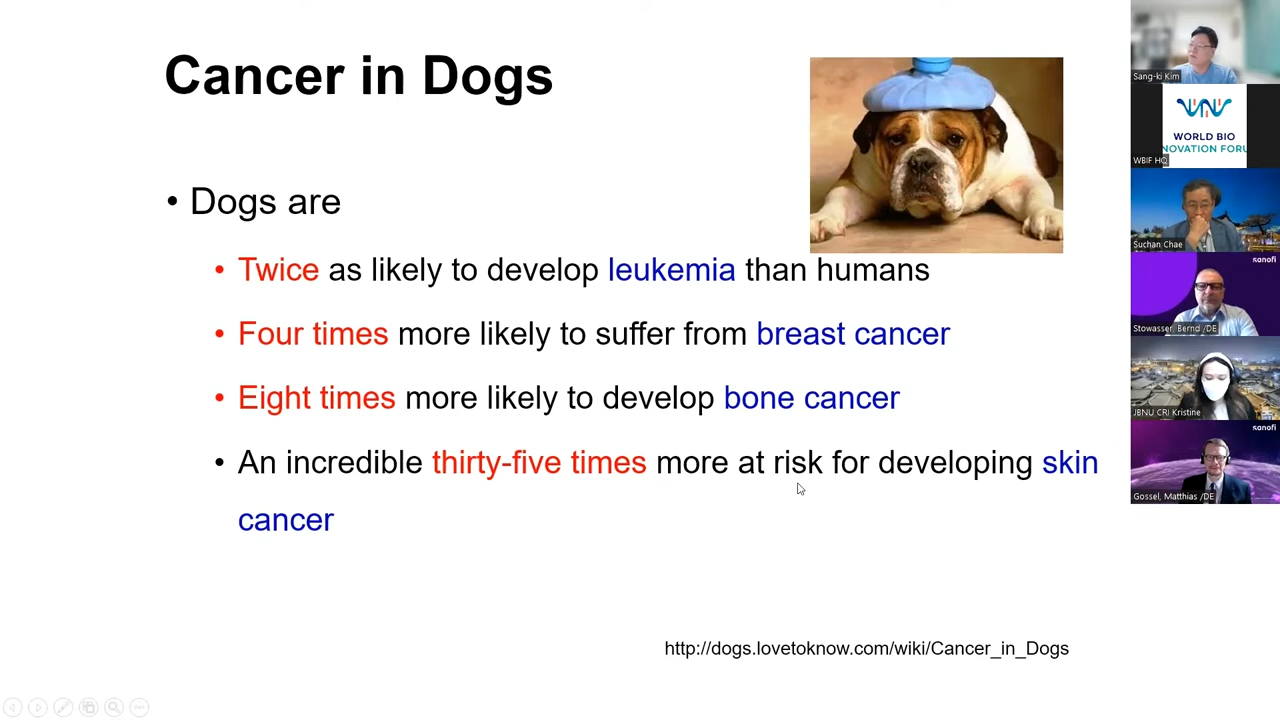 Cancer in Dogs
• Dogs are
• Twice as likely to develop leukemia than humans
• Four times more likely to suffer from breast cancer
• Eight times more likely to develop bone cancer
• An incredible thirty-five times more at risk for developing skin
cancer
http://dogs.lovetoknow.com/wiki/Cancer_in_Dogs
Sang-ki Kim
WORLD BIO
NOVATION FORU
WBIF HQ
Suchan Chae
sanofi
Stowasser, Bernd /DE
JBNU CRI Kristine
sanofi
Gossel, Matthias /DE